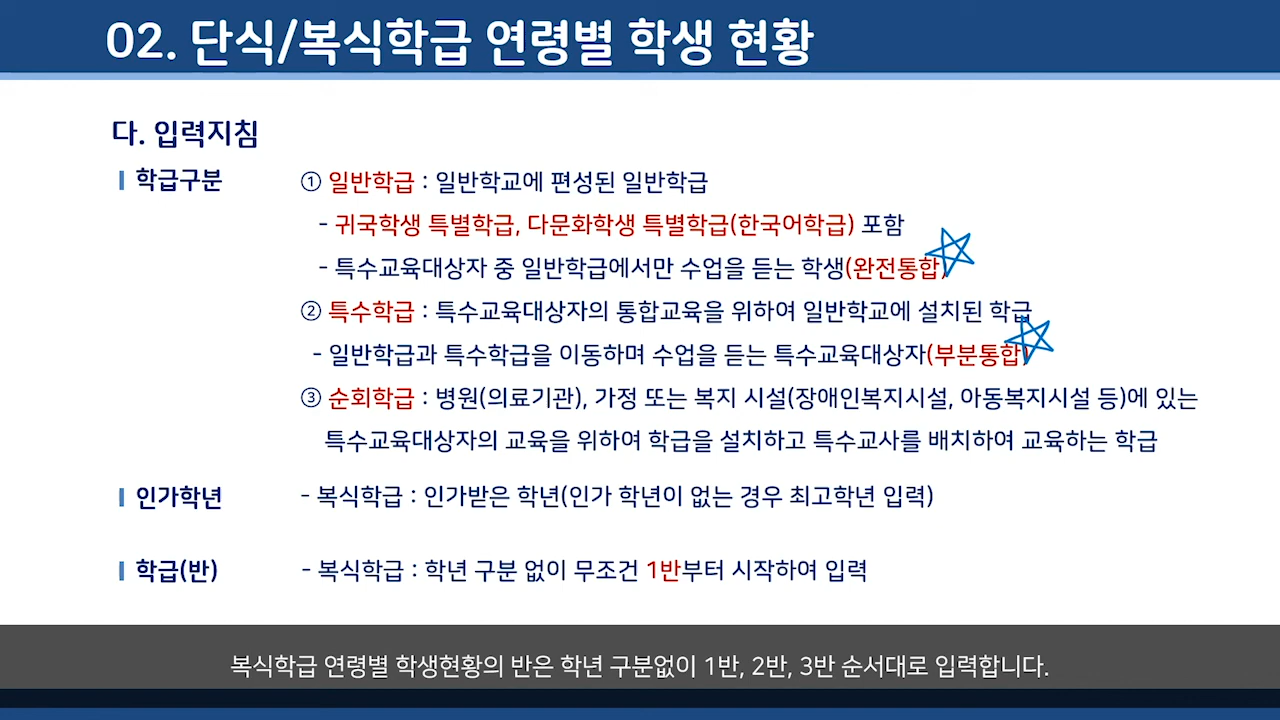 02. 단식/복식학급 연령별 학생 현황
다. 입력지침
학급구분
① 일반학급 : 일반학교에 편성된 일반학급
- 귀국학생 특별학급, 다문화학생 특별학급(한국어학급) 포함
- 특수교육대상자 중 일반학급에서만 수업을 듣는 학생(완전통합)
② 특수학급 : 특수교육대상자의 통합교육을 위하여 일반학교에 설치된 학급
- 일반학급과 특수학급을 이동하며 수업을 듣는 특수교육대상자(부분통합)
③ 순회학급 : 병원(의료기관), 가정 또는 복지 시설(장애인복지시설, 아동복지시설 등)에 있는
특수교육대상자의 교육을 위하여 학급을 설치하고 특수교사를 배치하여 교육하는 학급
인가학년
- 복식학급 : 인가받은 학년(인가 학년이 없는 경우 최고학년 입력)
학급(반)
- 복식학급 : 학년 구분 없이 무조건 1반부터 시작하여 입력
복식학급 연령별 학생현황의 반은 학년 구분없이 1반, 2반, 3반 순서대로 입력합니다.